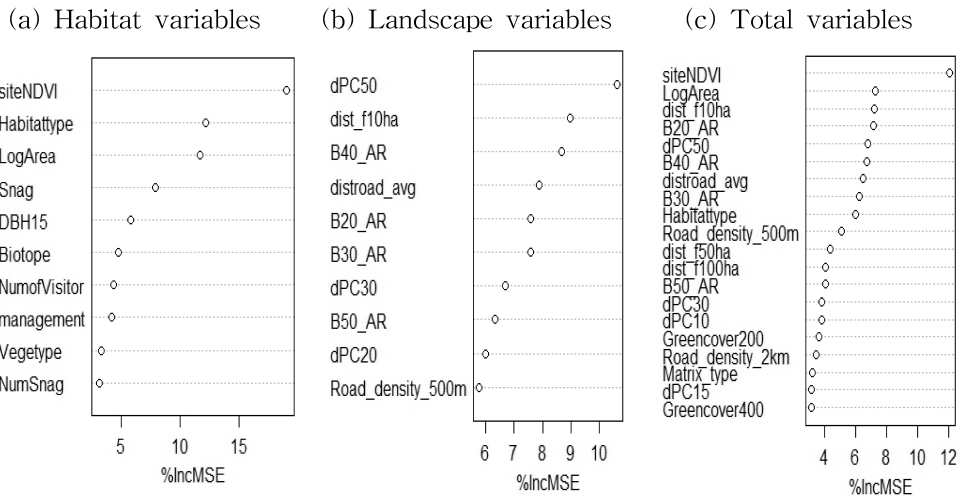 (a) Habitat variables
siteNDVI
Habitattype
LogArea
Snag
DBH15
Biotope
NumofVisitor
management
Vegetype
NumSnag
5 10 15
%IncMSE
(b) Landscape variables
dPC50
dist_f10ha
B40_AR
distroad_avg
B20_AR
B30_AR
dPC30
B50_AR
dPC20
Road_density_500m
6 7 8 9 10
%IncMSE
(c) Total variables
siteNDVI
LogArea
dist_f10ha
B20_AR
dPC50
B40_AR
distroad_avg
B30_AR
Habitattype
Road_density_500m
dist_f50ha
dist_f100ha
B50_AR
dPC30
dPC10
Greencover200
Road_density_2km
Matrix_type
dPC15
Greencover400
4 6 8 10 12
%IncMSE